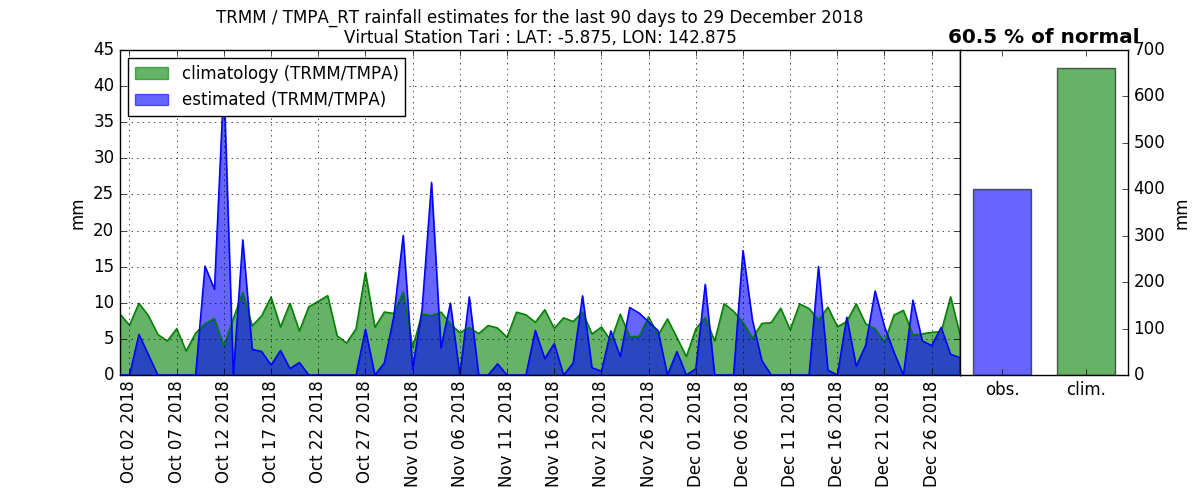 TRMM / TMPA_RT rainfall estimates for the last 90 days to 29 December 2018
Virtual Station Tari : LAT: -5.875, LON: 142.875
60.5 % of normal
climatology (TRMM/TMPA)
estimated (TRMM/TMPA)
mm
45
40
35
30
25
20
15
10
5
0
Oct 02 2018
Oct 07 2018
Oct 12 2018
Oct 17 2018
Oct 22 2018
Oct 27 2018
Nov 01 2018
Nov 06 2018
Nov 11 2018
Nov 16 2018
Nov 21 2018
Nov 26 2018
Dec 01 2018
Dec 06 2018
Dec 11 2018
Dec 16 2018
Dec 21 2018
Dec 26 2018
obs.
clim.
700
600
500
400
300
200
100
0
mm